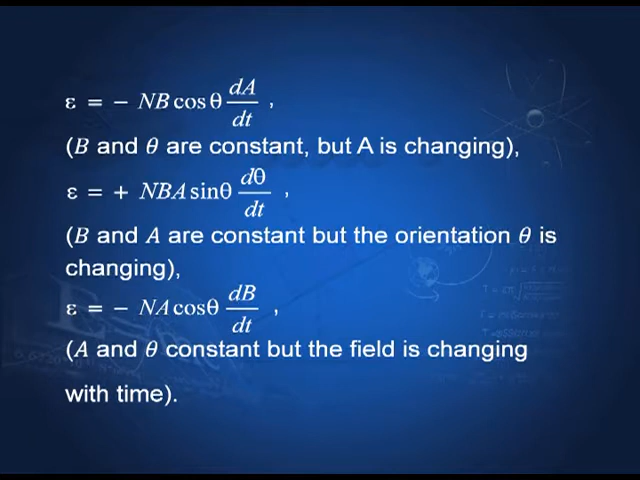 ε = − NB cos θ dA/dt ,
(B and θ are constant, but A is changing),
ε = + NBA sinθ dθ/dt ,
(B and A are constant but the orientation θ is
changing),
ε = − NA cosθ dB/dt ,
(A and θ constant but the field is changing
with time).